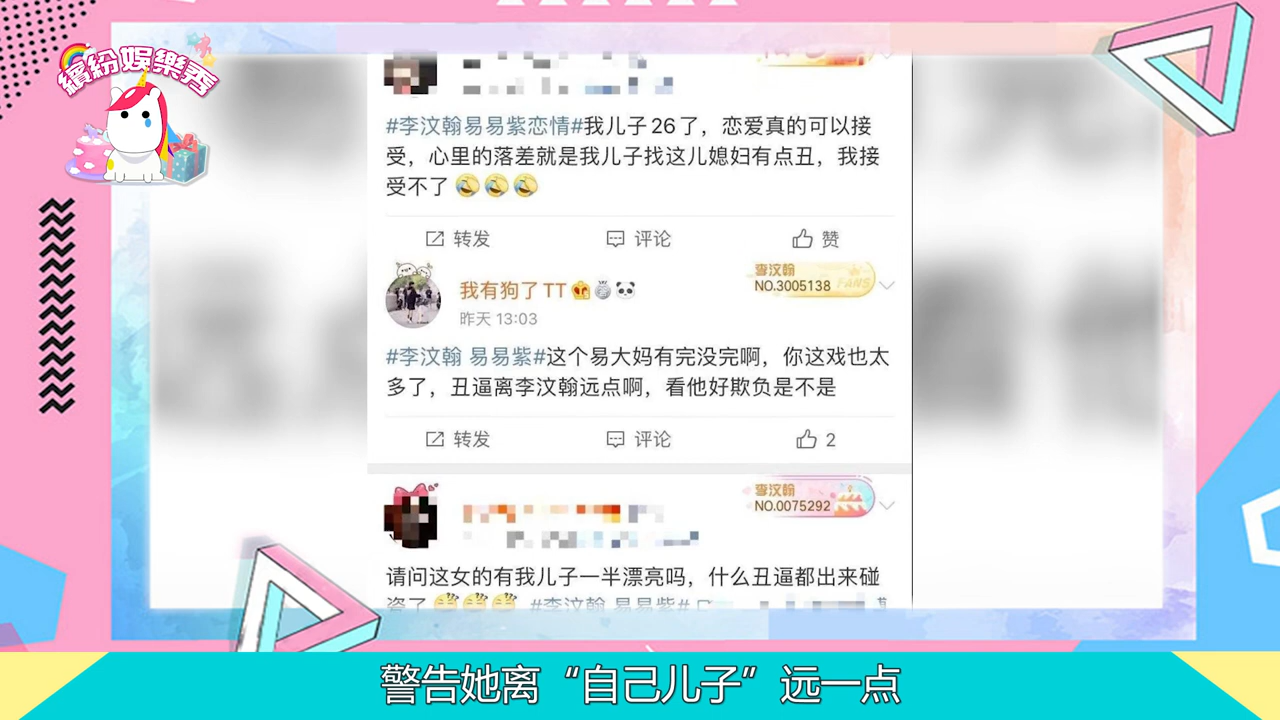 繽紛娛樂秀
#李汶翰易易紫恋情#我儿子26了，恋爱真的可以接
受，心里的落差就是我儿子找这儿媳妇有点丑，我接
受不了
转发 评论 赞
我有狗了TT
李汶翰
NO.3005138 FANS
昨天 13:03
#李汶翰 易易紫#这个易大妈有完没完啊，你这戏也太
多了，丑逼离李汶翰远点啊，看他好欺负是不是
转发 评论 2
李汶翰
NO.0075292
请问这女的有我儿子一半漂亮吗，什么丑逼都出来碰
瓷了 #李汶翰 易易紫#
警告她离“自己儿子”远一点